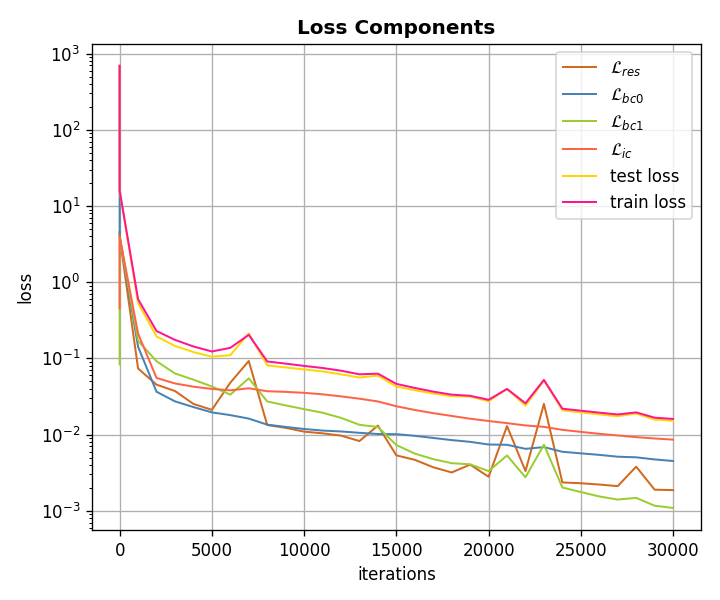 Loss Components
loss
10³
10²
10¹
10⁰
10⁻¹
10⁻²
10⁻³
ℒ_res
ℒ_bc0
ℒ_bc1
ℒ_ic
test loss
train loss
0 5000 10000 15000 20000 25000 30000
iterations